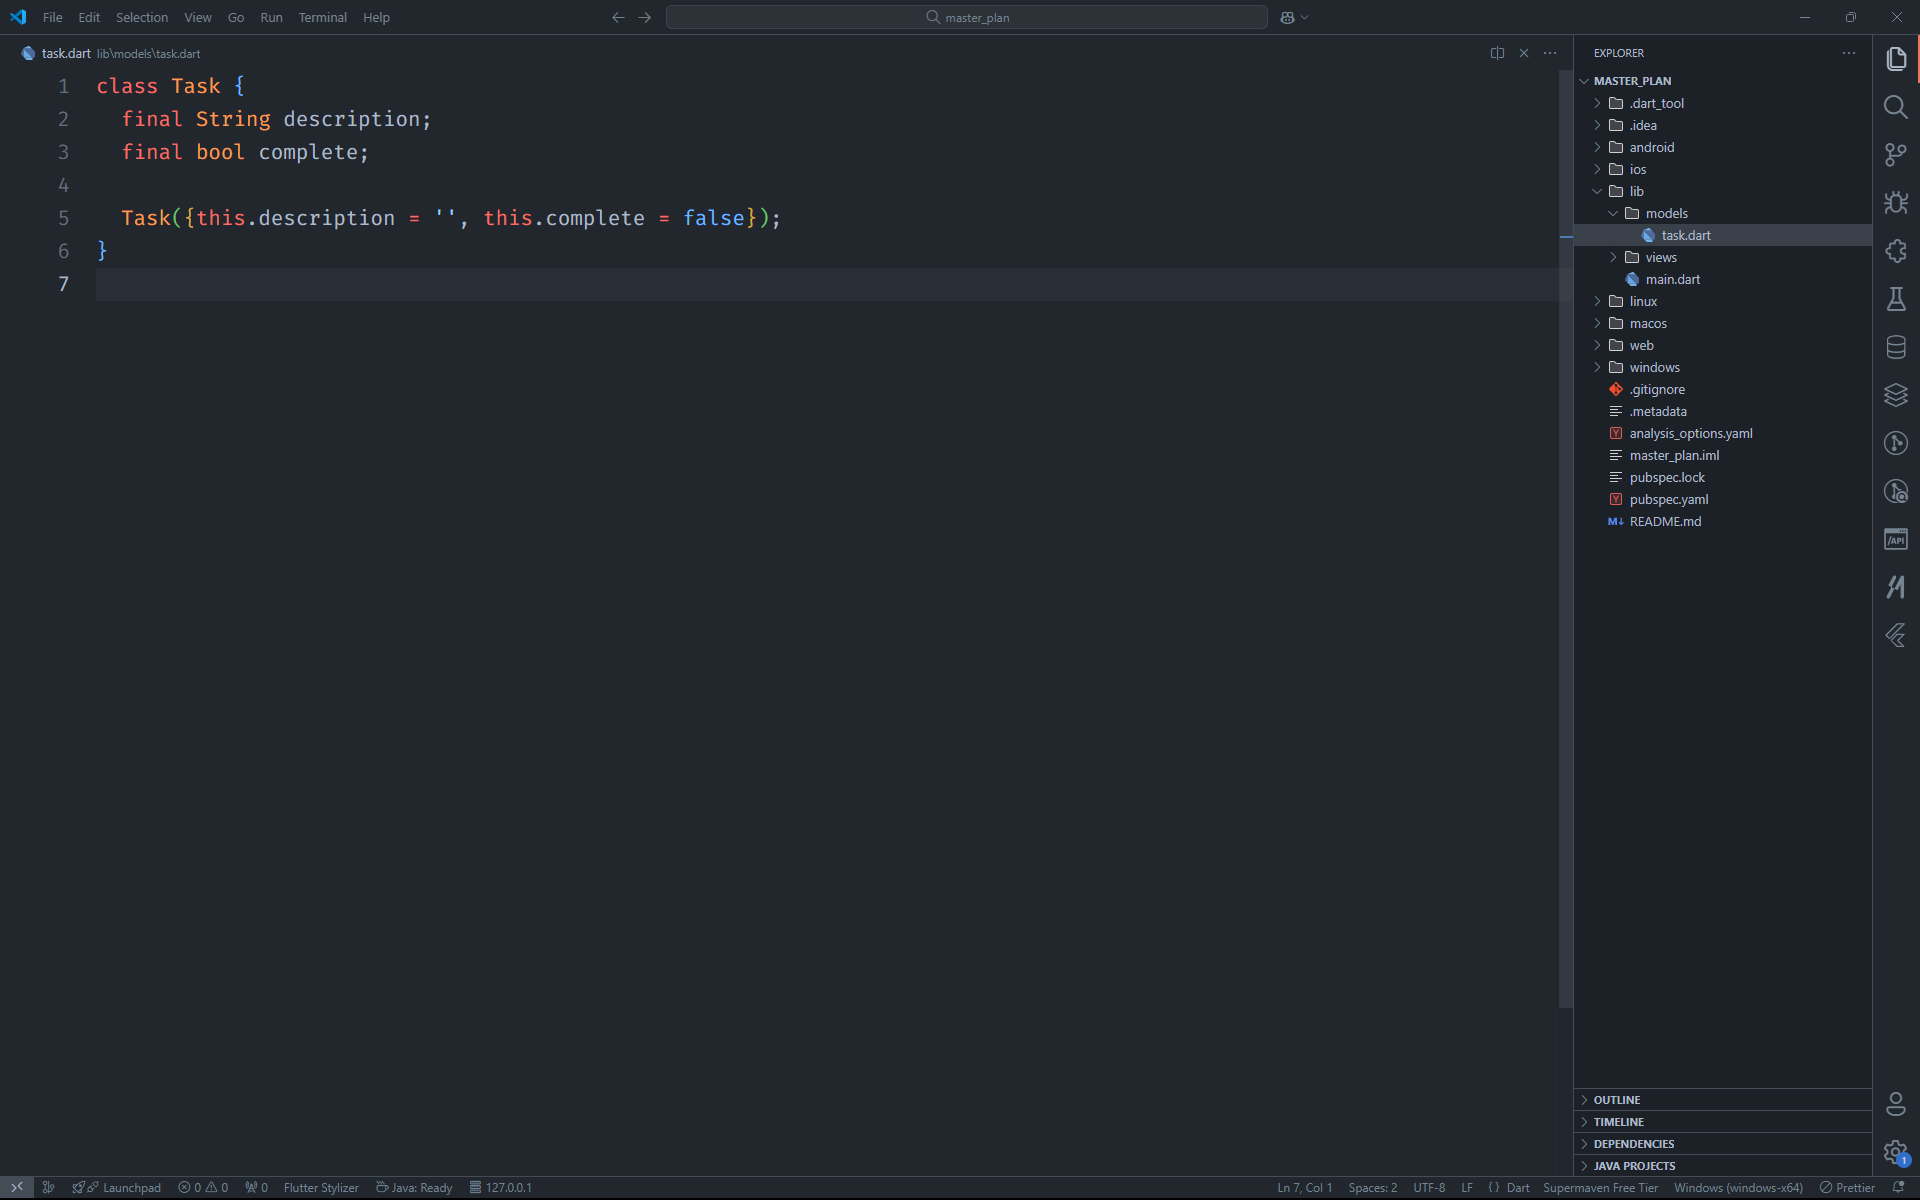 File Edit Selection View Go Run Terminal Help
master_plan
task.dart lib\models\task.dart
1 class Task {
2   final String description;
3   final bool complete;
4
5   Task({this.description = '', this.complete = false});
6 }
7
EXPLORER
MASTER_PLAN
.dart_tool
.idea
android
ios
lib
models
task.dart
views
main.dart
linux
macos
web
windows
.gitignore
.metadata
Y analysis_options.yaml
master_plan.iml
pubspec.lock
Y pubspec.yaml
M↓ README.md
/API
OUTLINE
TIMELINE
DEPENDENCIES
JAVA PROJECTS
1
Launchpad 0 0 0 Flutter Stylizer Java: Ready 127.0.0.1 Ln 7, Col 1 Spaces: 2 UTF-8 LF {} Dart Supermaven Free Tier Windows (windows-x64) Prettier